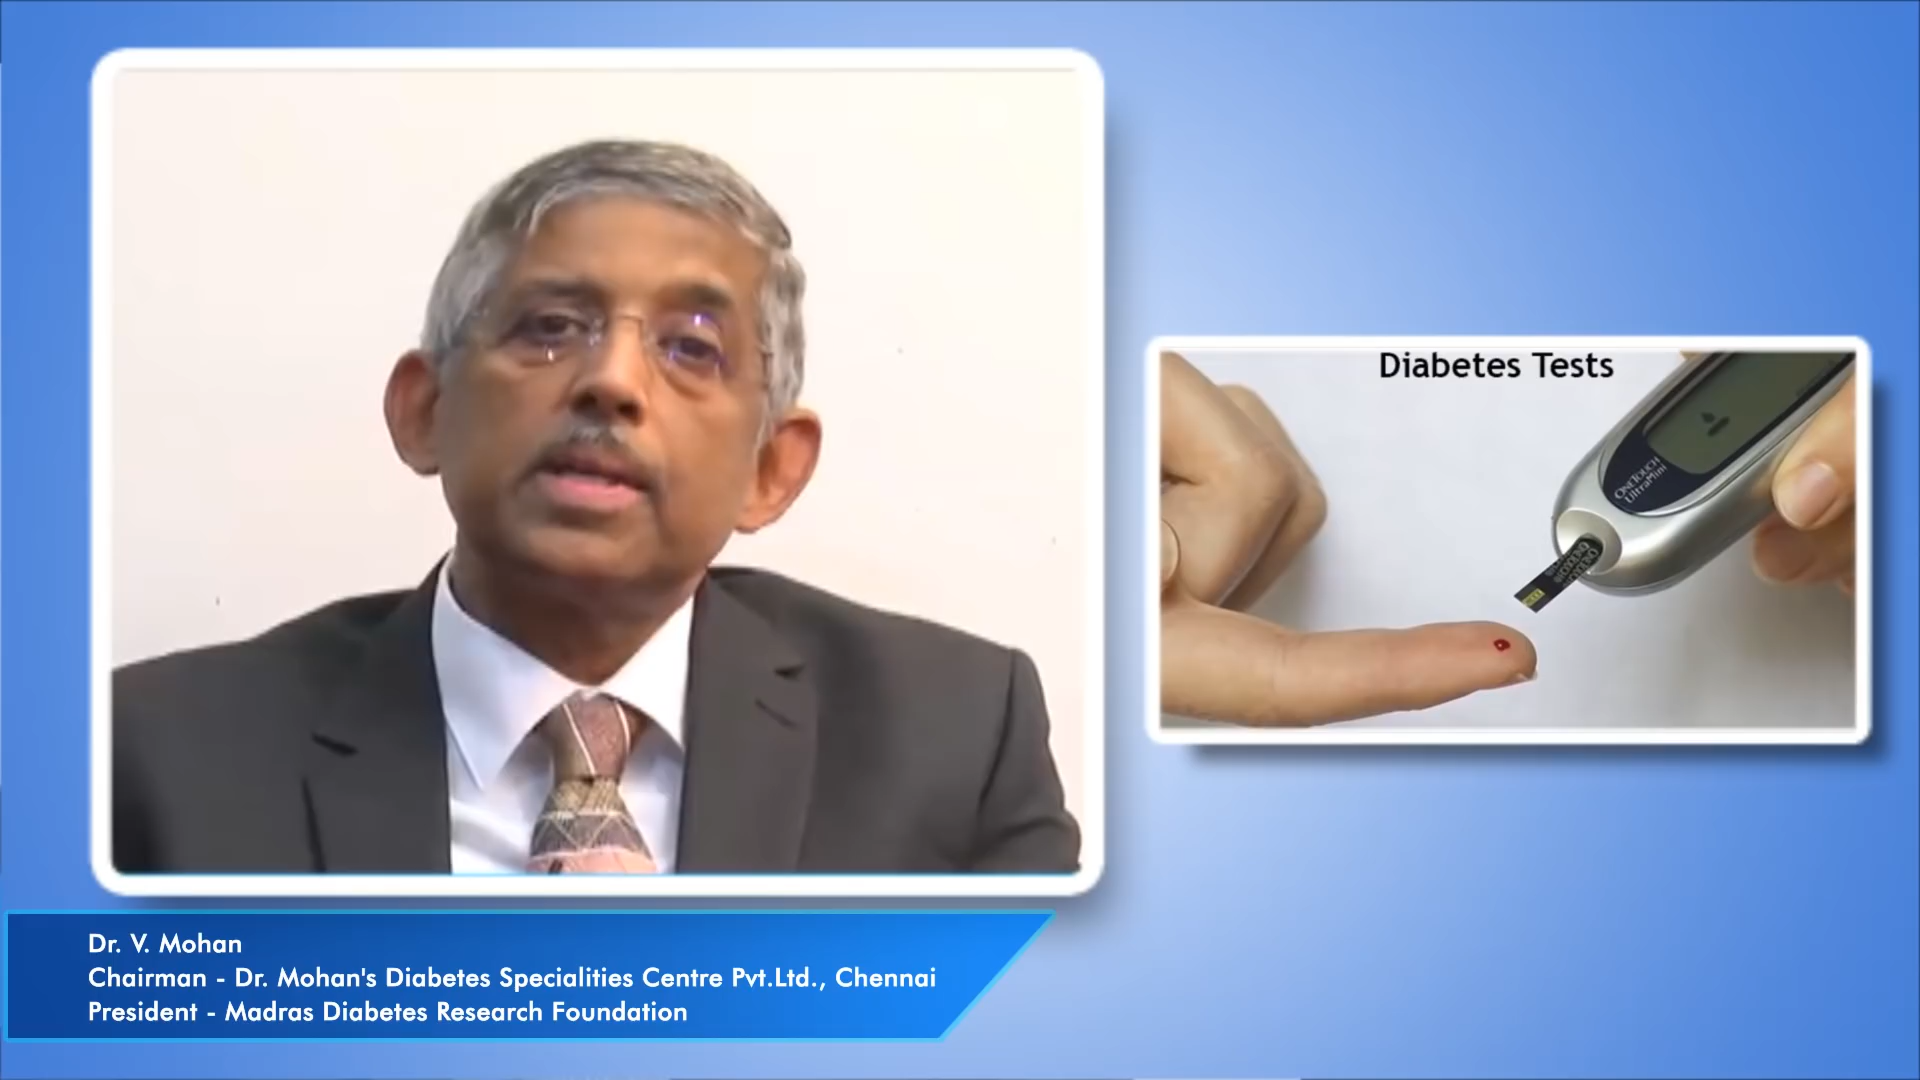 Diabetes Tests
ONETOUCH
UltraMini
Dr. V. Mohan
Chairman - Dr. Mohan's Diabetes Specialities Centre Pvt.Ltd., Chennai
President - Madras Diabetes Research Foundation